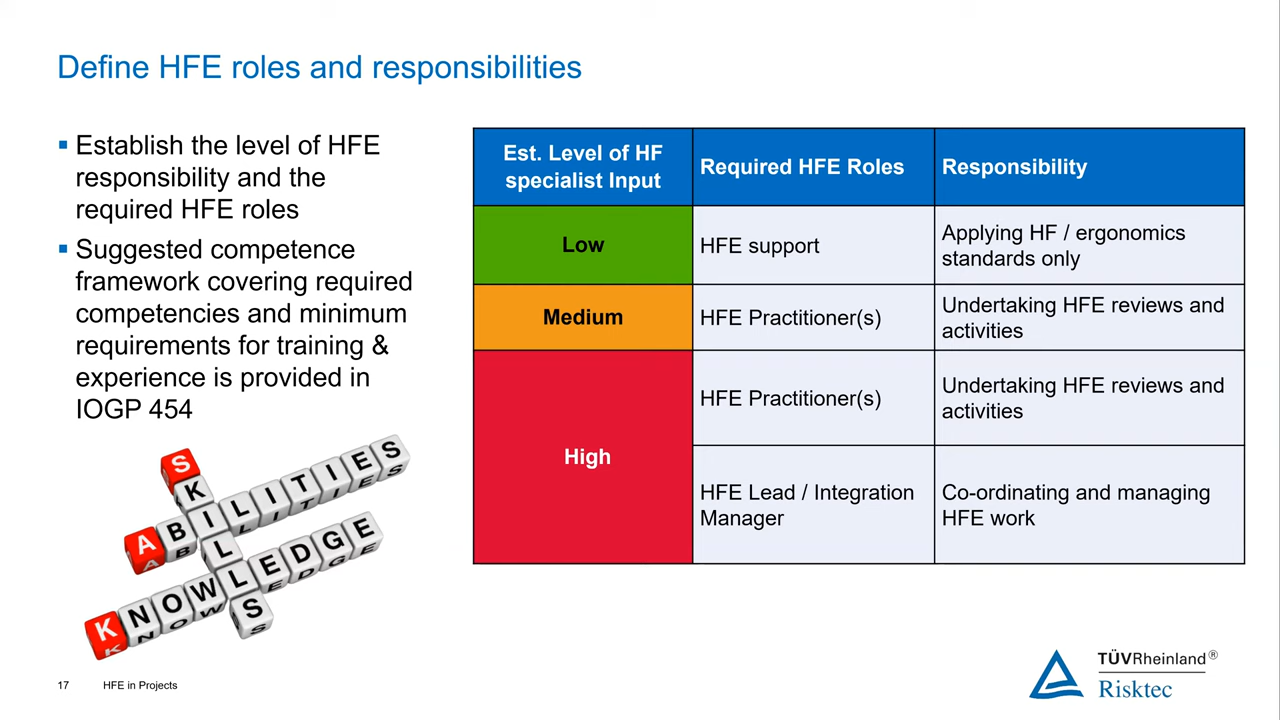 Define HFE roles and responsibilities
▪ Establish the level of HFE
responsibility and the
required HFE roles
▪ Suggested competence
framework covering required
competencies and minimum
requirements for training &
experience is provided in
IOGP 454
SKILLS
ABILITIES
KNOWLEDGE
Est. Level of HF
specialist Input
Required HFE Roles
Responsibility
Low
HFE support
Applying HF / ergonomics
standards only
Medium
HFE Practitioner(s)
Undertaking HFE reviews and
activities
High
HFE Practitioner(s)
Undertaking HFE reviews and
activities
HFE Lead / Integration
Manager
Co-ordinating and managing
HFE work
17 HFE in Projects
TÜVRheinland®
Risktec